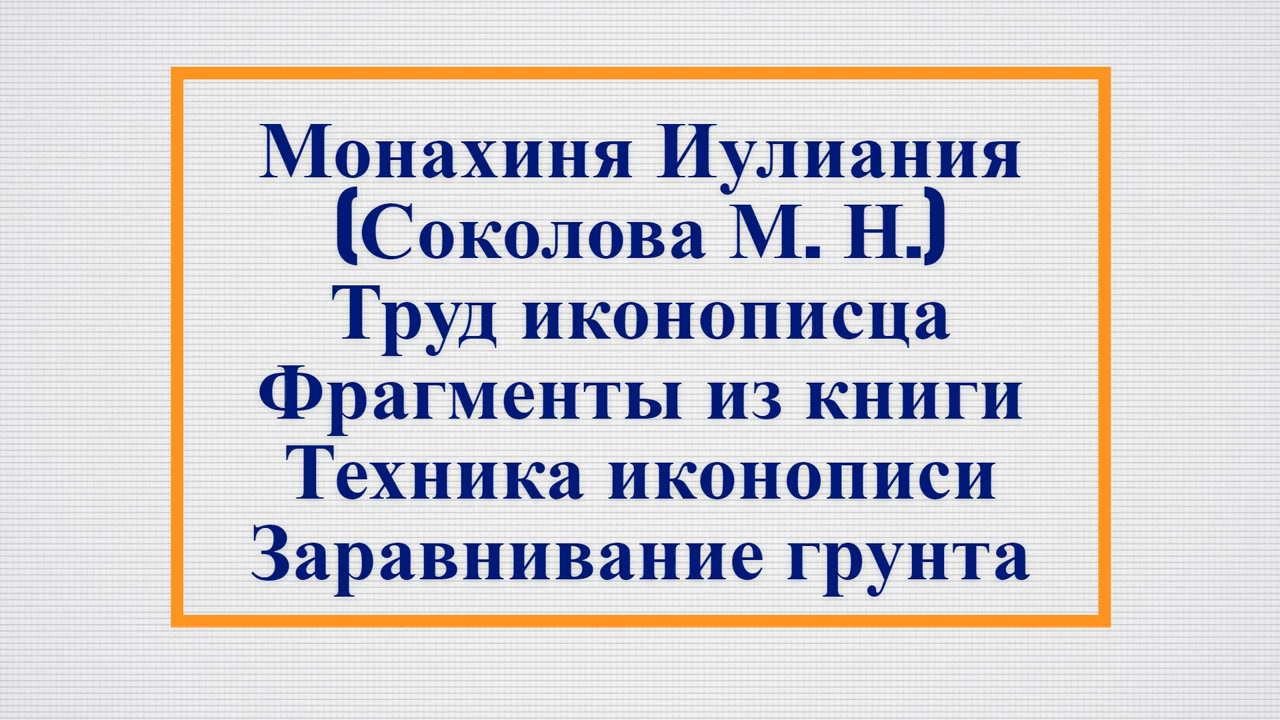 Монахиня Иулиания
(Соколова М. Н.)
Труд иконописца
Фрагменты из книги
Техника иконописи
Заравнивание грунта